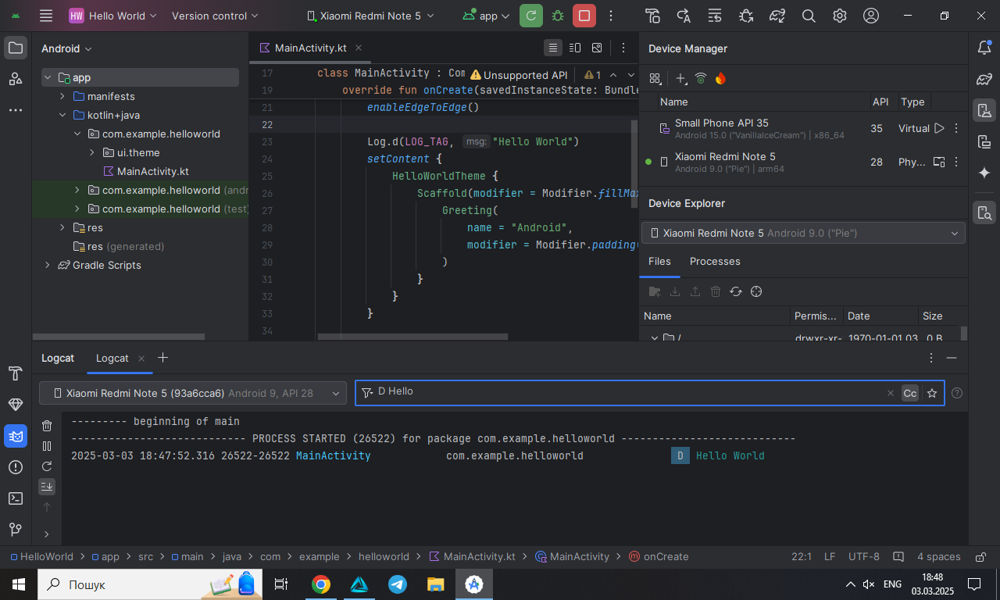 HW Hello World Version control Xiaomi Redmi Note 5 app
Android
app
manifests
kotlin+java
com.example.helloworld
ui.theme
MainActivity.kt
com.example.helloworld (andr
com.example.helloworld (test)
res
res (generated)
Gradle Scripts
MainActivity.kt
Unsupported API 1
17 class MainActivity : Com
19 override fun onCreate(savedInstanceState: Bundle
21 enableEdgeToEdge()
22
23 Log.d(LOG_TAG, msg: "Hello World")
24 setContent {
25 HelloWorldTheme {
26 Scaffold(modifier = Modifier.fillMax
27 Greeting(
28 name = "Android",
29 modifier = Modifier.padding(
30 )
31 }
32 }
33 }
34
Device Manager
Name API Type
Small Phone API 35 35 Virtual
Android 15.0 ("VanillaIceCream") | x86_64
Xiaomi Redmi Note 5 28 Phy...
Android 9.0 ("Pie") | arm64
Device Explorer
Xiaomi Redmi Note 5 Android 9.0 ("Pie")
Files Processes
Name Permis... Date Size
/ drwxr-xr- 1970-01-01 03 0 B
Logcat Logcat
Xiaomi Redmi Note 5 (93a6cca6) Android 9, API 28 D Hello Cc
--------- beginning of main
---------------------------- PROCESS STARTED (26522) for package com.example.helloworld ----------------------------
2025-03-03 18:47:52.316 26522-26522 MainActivity com.example.helloworld D Hello World
HelloWorld app src main java com example helloworld MainActivity.kt MainActivity onCreate 22:1 LF UTF-8 4 spaces
Пошук ENG
18:48
03.03.2025